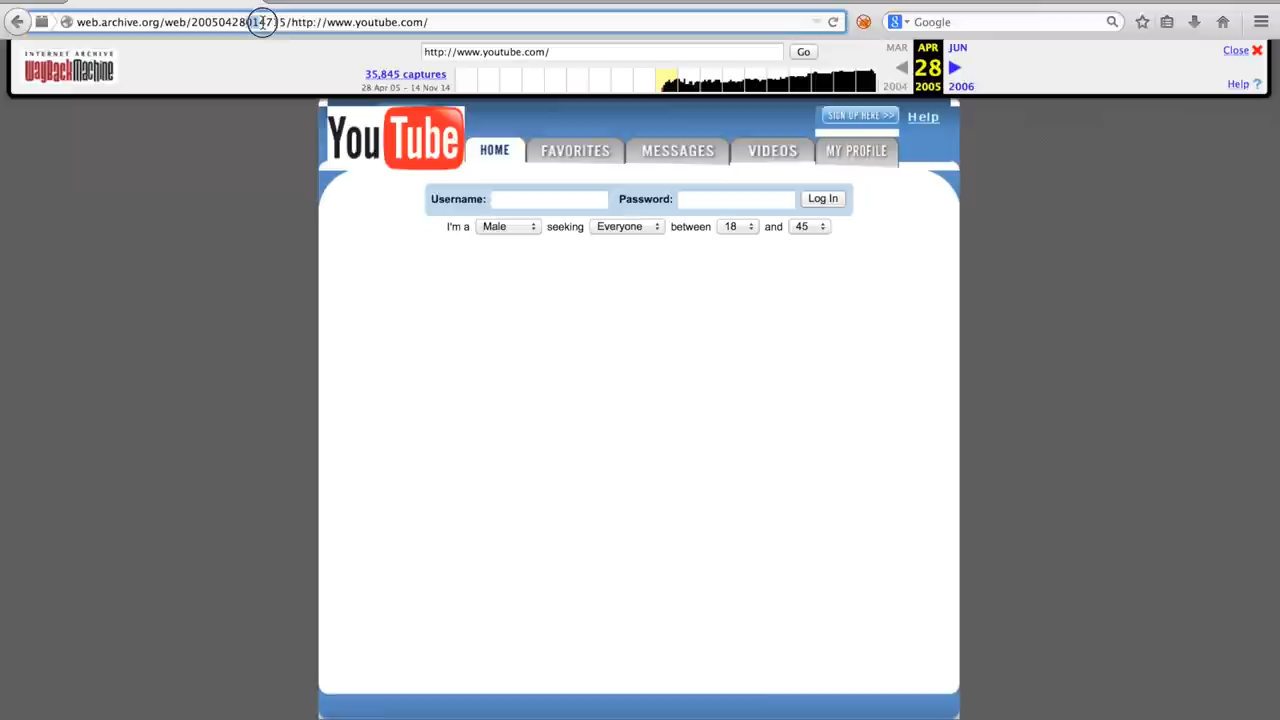 web.archive.org/web/20050428014715/http://www.youtube.com/
Google
INTERNET ARCHIVE
WayBackMachine
http://www.youtube.com/
Go
35,845 captures
28 Apr 05 - 14 Nov 14
MAR APR JUN
28
2004 2005 2006
Close
Help ?
YouTube
SIGN UP HERE >>
Help
HOME FAVORITES MESSAGES VIDEOS MY PROFILE
Username: Password: Log In
I'm a Male seeking Everyone between 18 and 45